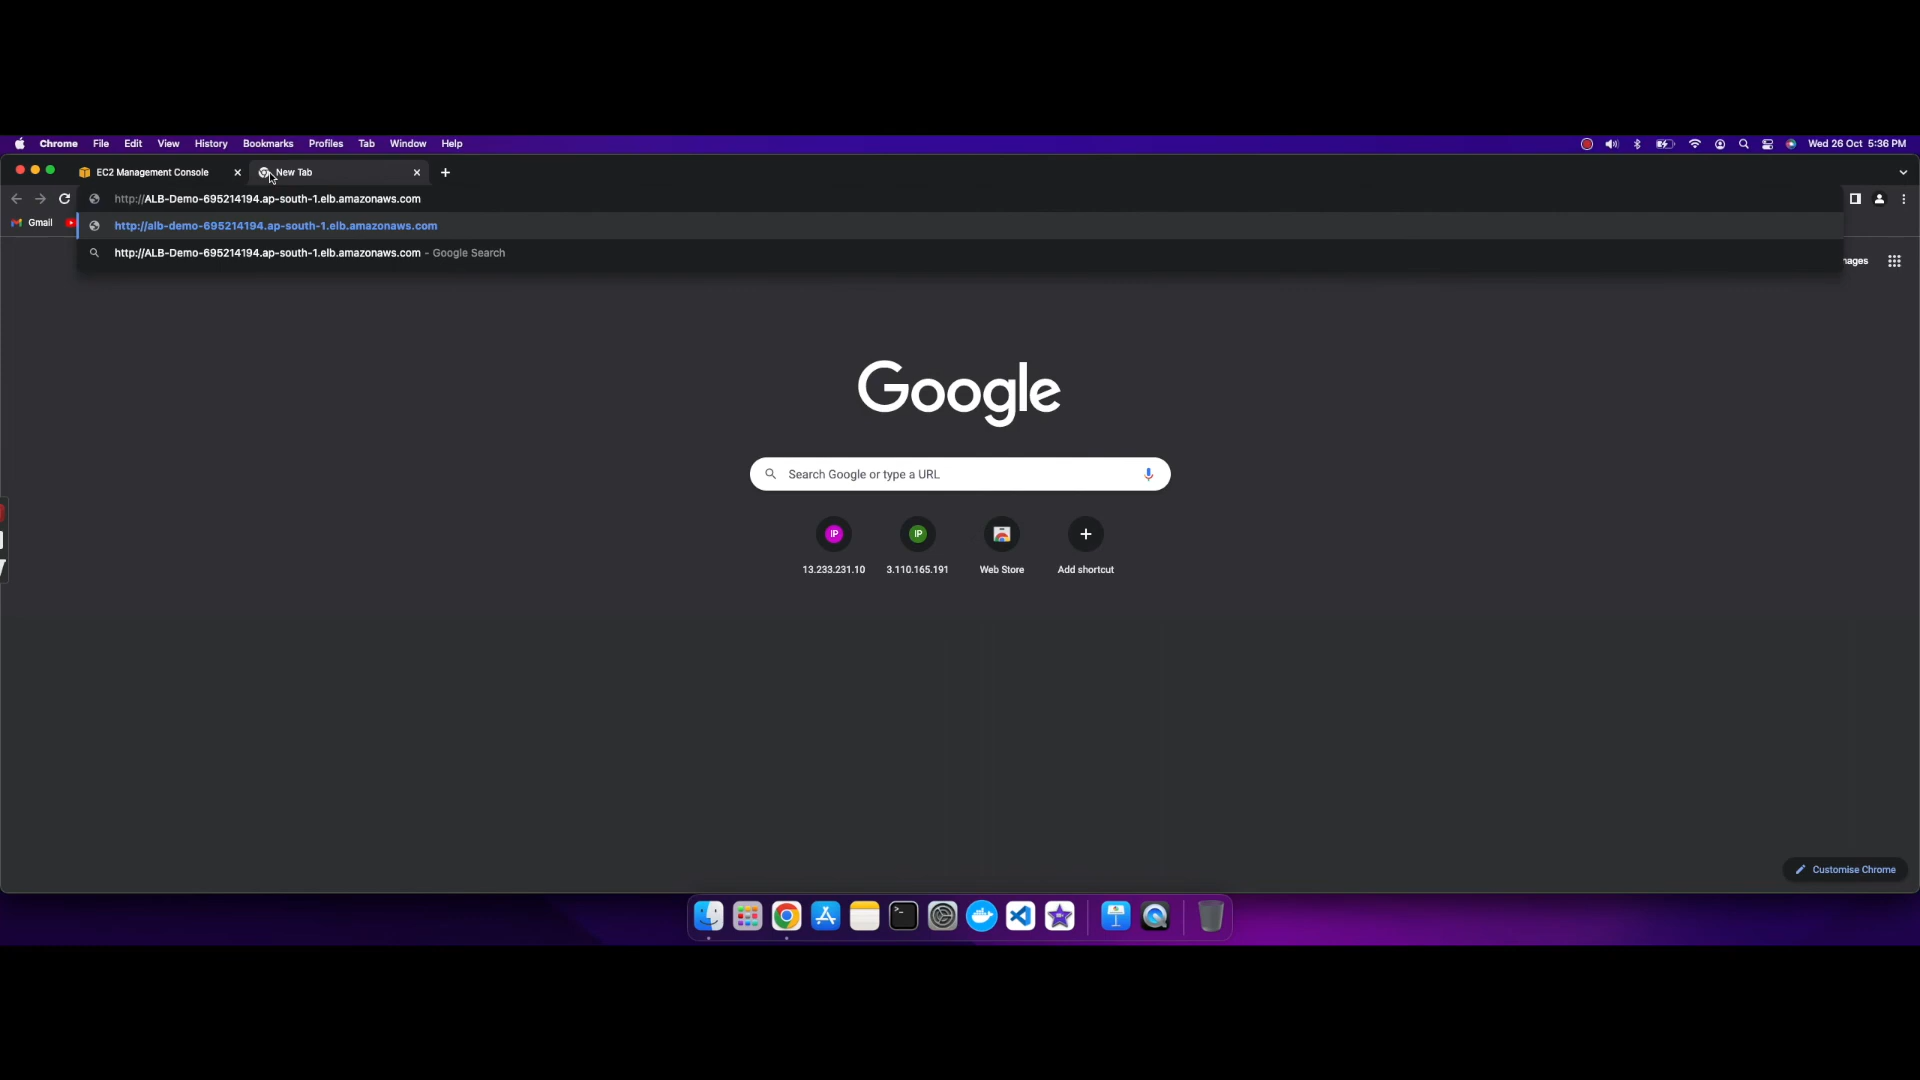 Chrome File Edit View History Bookmarks Profiles Tab Window Help Wed 26 Oct 5:36 PM
EC2 Management Console New Tab
http://ALB-Demo-695214194.ap-south-1.elb.amazonaws.com
Gmail http://alb-demo-695214194.ap-south-1.elb.amazonaws.com
http://ALB-Demo-695214194.ap-south-1.elb.amazonaws.com - Google Search
Google
Search Google or type a URL
IP IP
13.233.231.10 3.110.165.191 Web Store Add shortcut
Customise Chrome